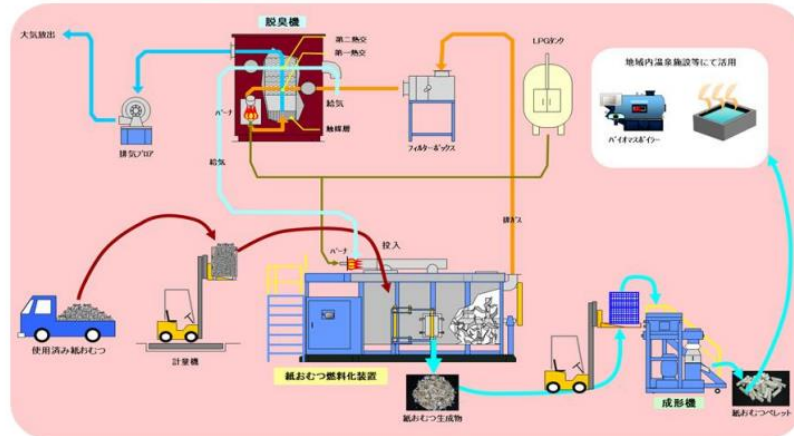 脱臭機
大気放出
第二熱交
第一熱交
LPGタンク
地域内温泉施設等にて活用
給気
バーナ
触媒層
フィルターボックス
バイオマスボイラー
排気ブロア
給気
排ガス
バーナ
投入
使用済み紙おむつ
計量機
紙おむつ燃料化装置
紙おむつ生成物
成形機
紙おむつペレット